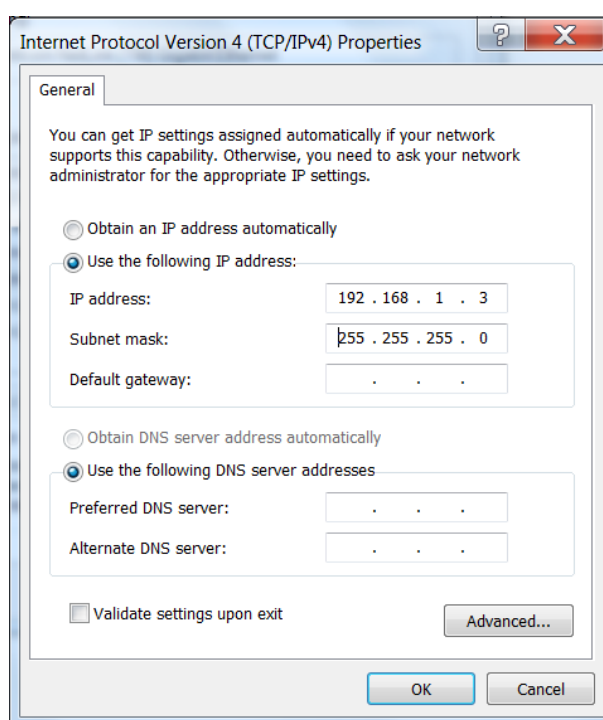 Internet Protocol Version 4 (TCP/IPv4) Properties
General
You can get IP settings assigned automatically if your network
supports this capability. Otherwise, you need to ask your network
administrator for the appropriate IP settings.
Obtain an IP address automatically
Use the following IP address:
IP address: 192 . 168 . 1 . 3
Subnet mask: 255 . 255 . 255 . 0
Default gateway: . . .
Obtain DNS server address automatically
Use the following DNS server addresses
Preferred DNS server: . . .
Alternate DNS server: . . .
Validate settings upon exit
Advanced...
OK Cancel